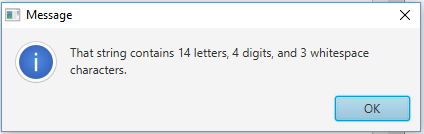 Message
That string contains 14 letters, 4 digits, and 3 whitespace
characters.
OK